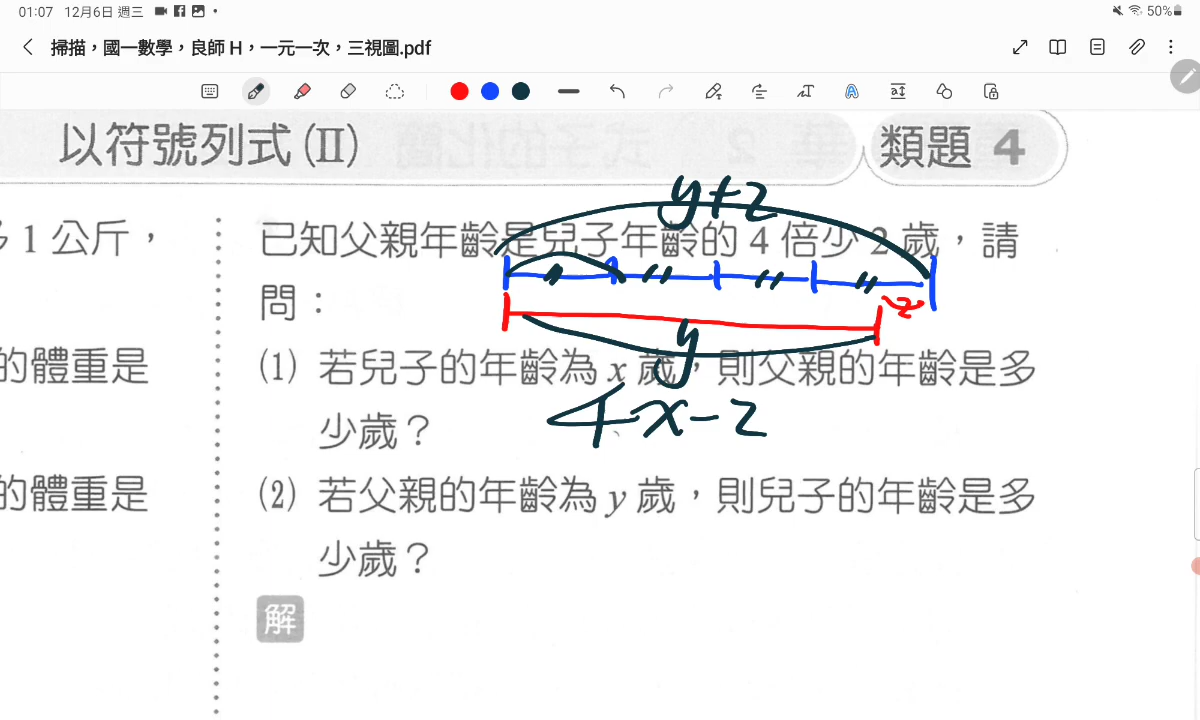 01:07 12月6日 週三 • 50%
掃描，國一數學，良師 H，一元一次，三視圖.pdf
以符號列式 (II)
類題 4
多 1 公斤，
已知父親年齡是兒子年齡的 4 倍少 2 歲，請
問：
y+2
2
y
的體重是
(1) 若兒子的年齡為 x 歲，則父親的年齡是多
少歲？
4x-2
的體重是
(2) 若父親的年齡為 y 歲，則兒子的年齡是多
少歲？
解